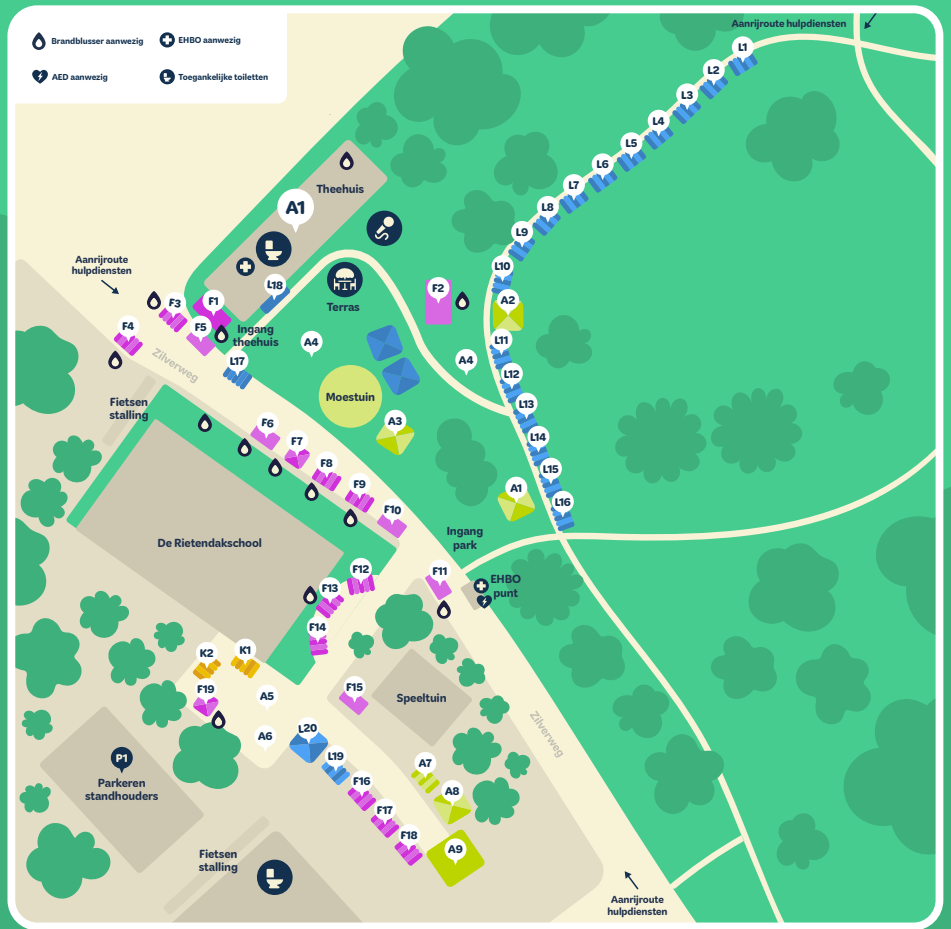 Brandblusser aanwezig
EHBO aanwezig
AED aanwezig
Toegankelijke toiletten
Aanrijroute hulpdiensten
L1
L2
L3
L4
L5
L6
L7
L8
L9
L10
Theehuis
A1
L18
Terras
F2
A2
Aanrijroute
hulpdiensten
F3
F1
F4
F5
Ingang
theehuis
A4
L17
A4
L11
L12
L13
L14
L15
L16
Zilverweg
Moestuin
A3
Fietsen
stalling
F6
F7
F8
F9
F10
A1
De Rietendakschool
Ingang
park
F11
EHBO
punt
F12
F13
F14
K2
K1
F19
A5
A6
F15
Speeltuin
Zilverweg
P1
Parkeren
standhouders
L20
L19
F16
F17
F18
A7
A8
A9
Fietsen
stalling
Aanrijroute
hulpdiensten